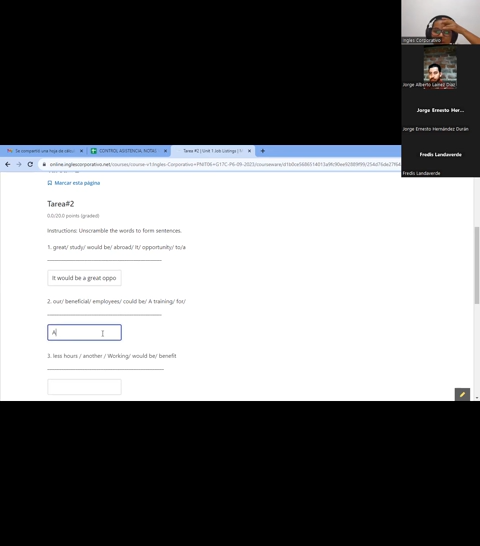 Ingles Corporativo
Jorge Alberto Lainez Diaz
Jorge Ernesto Her...
Jorge Ernesto Hernández Durán
Fredis Landaverde
Fredis Landaverde
Se compartió una hoja de cálcu
CONTROL ASISTENCIA, NOTAS
Tarea #2 | Unit 1 Job Listings | P
Marcar esta página
Tarea#2
0.0/20.0 points (graded)
Instructions: Unscramble the words to form sentences.
1. great/ study/ would be/ abroad/ it/ opportunity/ to/a
It would be a great oppo
2. our/ beneficial/ employees/ could be/ A training/ for/
A
3. less hours / another / Working/ would be/ benefit